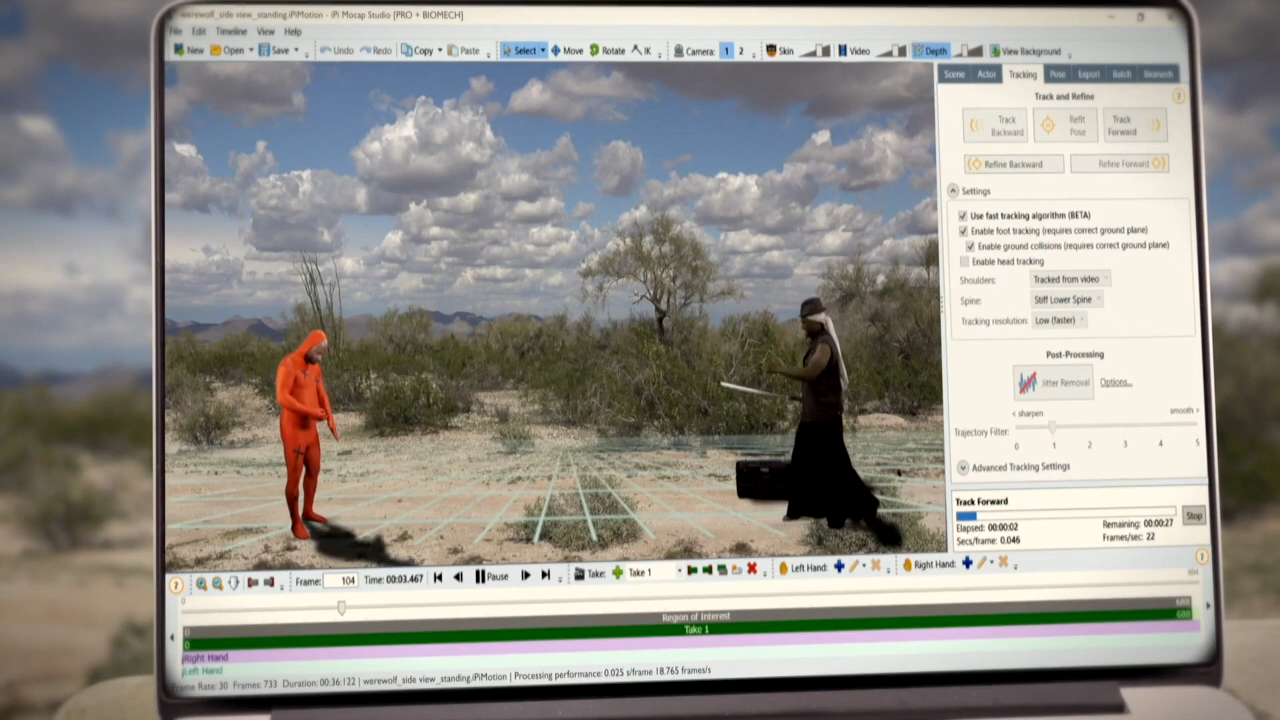 werewolf_side view_standing.iPiMotion - iPi Mocap Studio [PRO + BIOMECH]
File Edit Timeline View Help
New Open Save Undo Redo Copy Paste Select Move Rotate IK Camera: 1 2 Skin Video Depth View Background
Scene Actor Tracking Pose Export Batch Biomech
Track and Refine
Track Backward
Refit Pose
Track Forward
Refine Backward Refine Forward
Settings
Use fast tracking algorithm (BETA)
Enable foot tracking (requires correct ground plane)
Enable ground collisions (requires correct ground plane)
Enable head tracking
Shoulders: Tracked from video
Spine: Stiff Lower Spine
Tracking resolution: Low (faster)
Post-Processing
Jitter Removal Options...
< sharpen smooth >
Trajectory Filter:
0 1 2 3 4 5
Advanced Tracking Settings
Track Forward
Elapsed: 00:00:02 Remaining: 00:00:27
Secs/frame: 0.046 Frames/sec: 22
Stop
Frame: 104 Time: 00:03.467 Pause Take: Take 1 Left Hand: Right Hand:
0
0 Region of Interest 688
0 Take 1 688
Right Hand
Left Hand
Frame Rate: 30 Frames: 733 Duration: 00:36:122 | werewolf_side view_standing.iPiMotion | Processing performance: 0.025 s/frame 18.765 frames/s